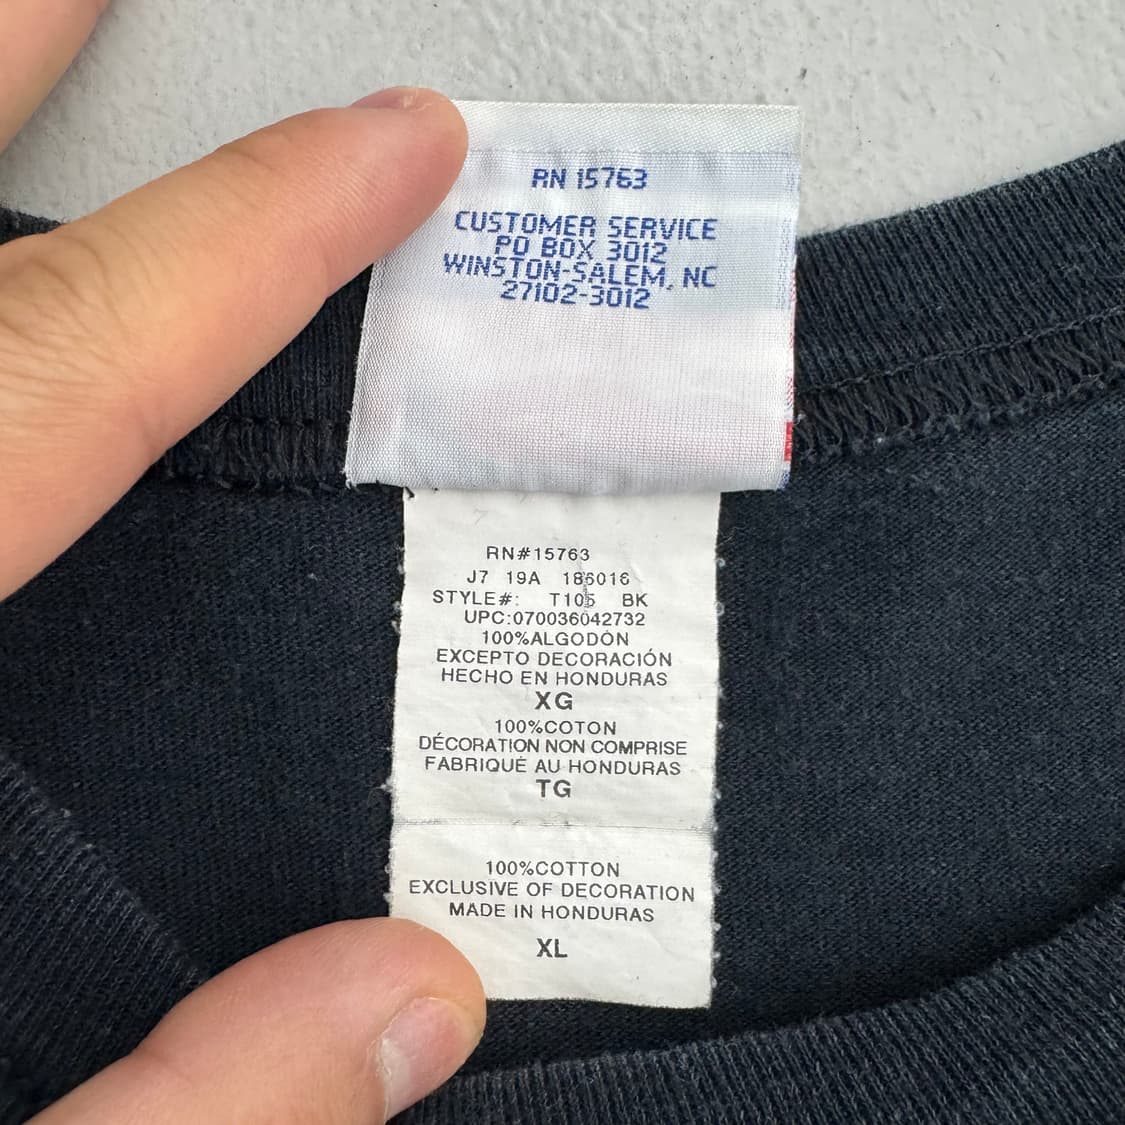 RN 15763
CUSTOMER SERVICE
PO BOX 3012
WINSTON-SALEM, NC
27102-3012
RN#15763
J7 19A 186016
STYLE#: T105 BK
UPC:070036042732
100%ALGODÓN
EXCEPTO DECORACIÓN
HECHO EN HONDURAS
XG
100%COTON
DÉCORATION NON COMPRISE
FABRIQUÉ AU HONDURAS
TG
100%COTTON
EXCLUSIVE OF DECORATION
MADE IN HONDURAS
XL